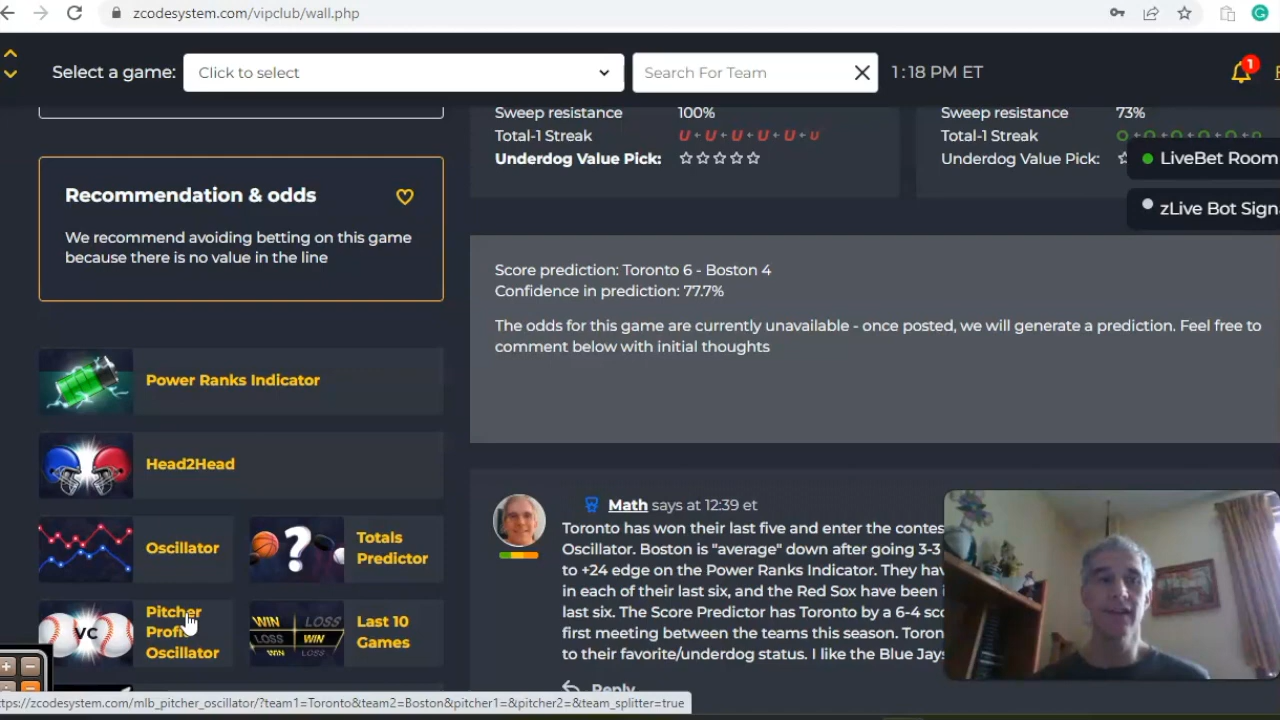 zcodesystem.com/vipclub/wall.php
Select a game: Click to select Search For Team 1:18 PM ET 1
Sweep resistance 100%
Total-1 Streak U U U U U U
Underdog Value Pick:
Sweep resistance 73%
Total-1 Streak O O O O O O
Underdog Value Pick:
LiveBet Room
zLive Bot Sign
Recommendation & odds
We recommend avoiding betting on this game
because there is no value in the line
Score prediction: Toronto 6 - Boston 4
Confidence in prediction: 77.7%
The odds for this game are currently unavailable - once posted, we will generate a prediction. Feel free to
comment below with initial thoughts
Power Ranks Indicator
Head2Head
Oscillator
? Totals
Predictor
VC
Pitcher
Profit
Oscillator
WIN LOSS
LOSS WIN
WIN LOSS
Last 10
Games
Math says at 12:39 et
Toronto has won their last five and enter the contes
Oscillator. Boston is "average" down after going 3-3
to +24 edge on the Power Ranks Indicator. They hav
in each of their last six, and the Red Sox have been
last six. The Score Predictor has Toronto by a 6-4 sco
first meeting between the teams this season. Toron
to their favorite/underdog status. I like the Blue Jays
Reply
ttps://zcodesystem.com/mlb_pitcher_oscillator/?team1=Toronto&team2=Boston&pitcher1=&pitcher2=&team_splitter=true